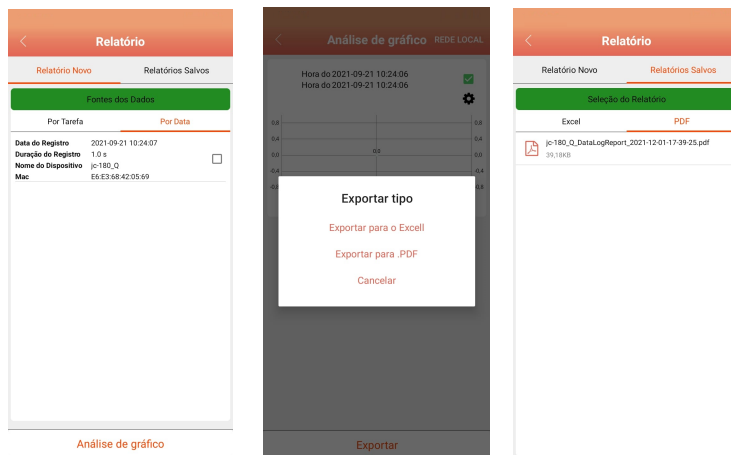 Relatório
Relatório Novo
Relatórios Salvos
Fontes dos Dados
Por Tarefa
Por Data
Data do Registro 2021-09-21 10:24:07
Duração do Registro 1.0 s
Nome do Dispositivo jc-180_Q
Mac E6:E3:68:42:05:69
Análise de gráfico
Análise de gráfico REDE LOCAL
Hora do 2021-09-21 10:24:06
Hora do 2021-09-21 10:24:06
0,8 0,8
0,4 0,4
0,0 0.0 0,0
-0,4 -0,4
Exportar tipo
Exportar para o Excell
Exportar para .PDF
Cancelar
Exportar
Relatório
Relatório Novo
Relatórios Salvos
Seleção do Relatório
Excel
PDF
jc-180_Q_DataLogReport_2021-12-01-17-39-25.pdf
39,18KB